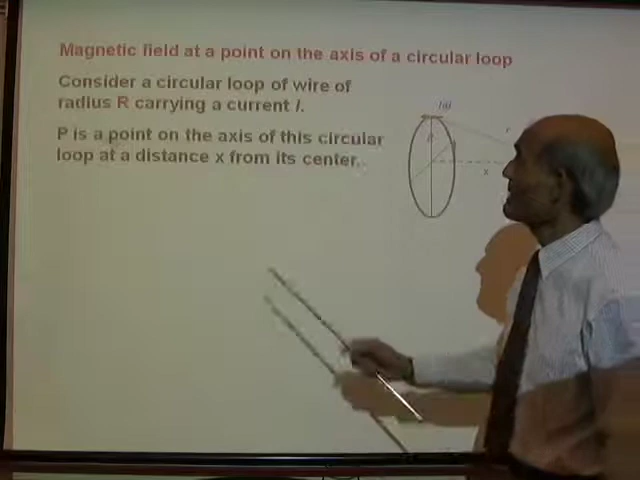 Magnetic field at a point on the axis of a circular loop
Consider a circular loop of wire of
radius R carrying a current I.
P is a point on the axis of this circular
loop at a distance x from its center.
R
r
x